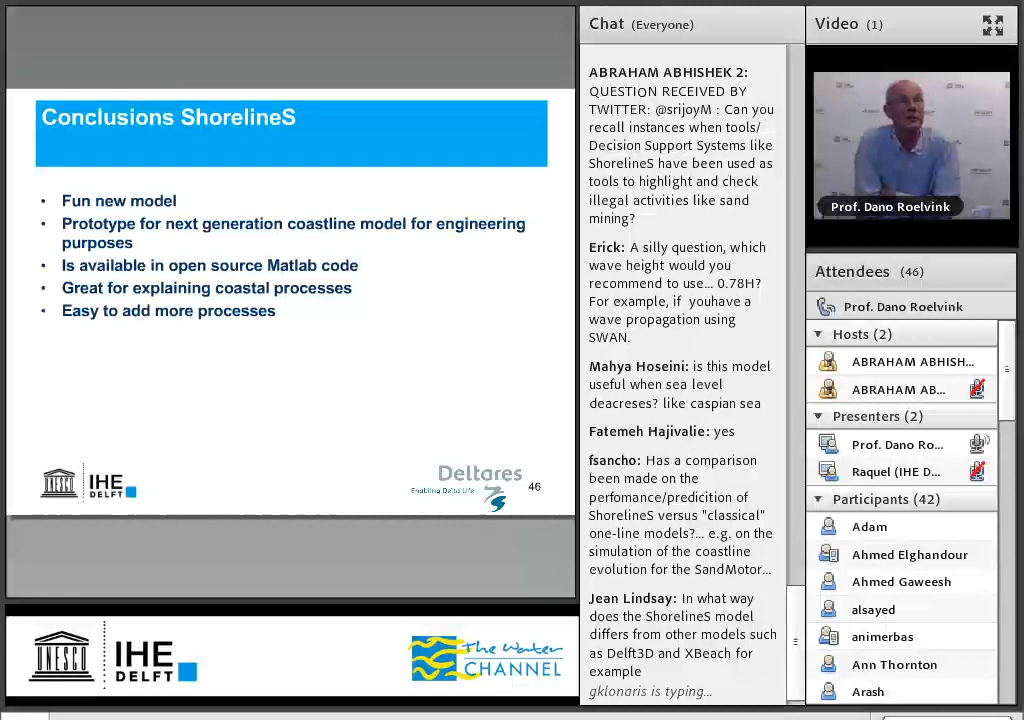 Conclusions ShorelineS
• Fun new model
• Prototype for next generation coastline model for engineering
purposes
• Is available in open source Matlab code
• Great for explaining coastal processes
• Easy to add more processes
UNESCO
IHE
DELFT
Deltares
Enabling Delta Life
46
UNESCO
IHE
DELFT
the Water
CHANNEL
Chat (Everyone)
ABRAHAM ABHISHEK 2:
QUESTION RECEIVED BY
TWITTER: @srijoyM : Can you
recall instances when tools/
Decision Support Systems like
ShorelineS have been used as
tools to highlight and check
illegal activities like sand
mining?
Erick: A silly question, which
wave height would you
recommend to use... 0.78H?
For example, if youhave a
wave propagation using
SWAN.
Mahya Hoseini: is this model
useful when sea level
deacreses? like caspian sea
Fatemeh Hajivalie: yes
fsancho: Has a comparison
been made on the
perfomance/predicition of
ShorelineS versus "classical"
one-line models?... e.g. on the
simulation of the coastline
evolution for the SandMotor...
Jean Lindsay: In what way
does the ShorelineS model
differs from other models such
as Delft3D and XBeach for
example
gklonaris is typing...
Video (1)
Prof. Dano Roelvink
Attendees (46)
Prof. Dano Roelvink
Hosts (2)
ABRAHAM ABHISH...
ABRAHAM AB...
Presenters (2)
Prof. Dano Ro...
Raquel (IHE D...
Participants (42)
Adam
Ahmed Elghandour
Ahmed Gaweesh
alsayed
animerbas
Ann Thornton
Arash